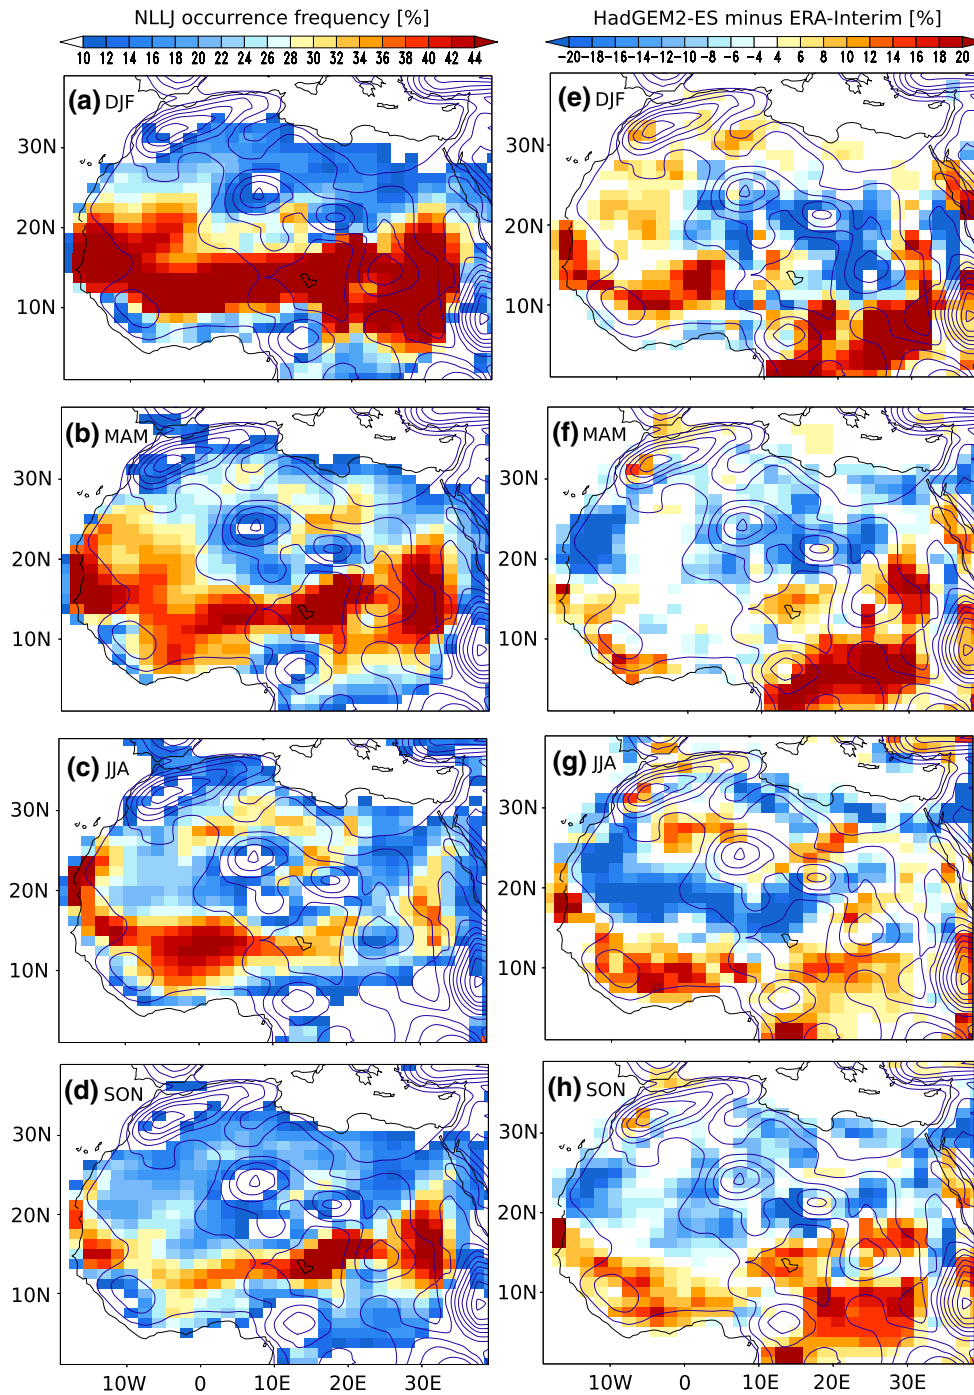 NLLJ occurrence frequency [%]
HadGEM2-ES minus ERA-Interim [%]
10 12 14 16 18 20 22 24 26 28 30 32 34 36 38 40 42 44
-20-18-16-14-12-10 -8 -6 -4 4 6 8 10 12 14 16 18 20
(a) DJF
30N
20N
10N
(e) DJF
30N
20N
10N
(b) MAM
30N
20N
10N
(f) MAM
30N
20N
10N
(c) JJA
30N
20N
10N
(g) JJA
30N
20N
10N
(d) SON
30N
20N
10N
(h) SON
30N
20N
10N
10W 0 10E 20E 30E
10W 0 10E 20E 30E